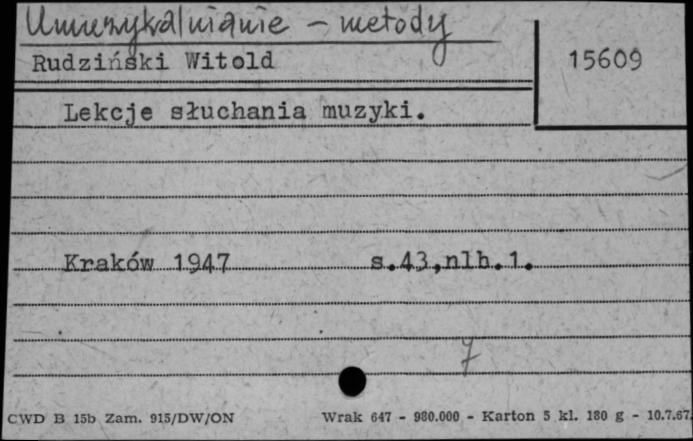 Umuzykalnianie - metody
Rudziński Witold
15609
Lekcje słuchania muzyki.
Kraków 1947 s.43,nlb.1.
7
CWD B 15b Zam. 915/DW/ON Wrak 647 - 980.000 - Karton 5 kl. 180 g - 10.7.67.